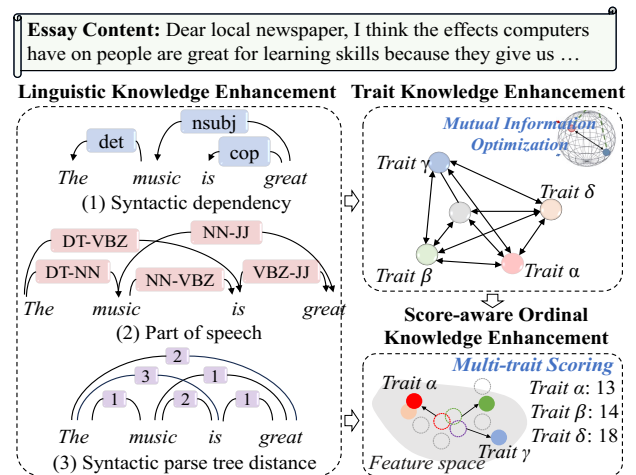 Essay Content: Dear local newspaper, I think the effects computers
have on people are great for learning skills because they give us …
Linguistic Knowledge Enhancement
nsubj
det
cop
The music is great
(1) Syntactic dependency
NN-JJ
DT-VBZ
DT-NN NN-VBZ VBZ-JJ
The music is great
(2) Part of speech
2
3 1
1 2 1
The music is great
(3) Syntactic parse tree distance
Trait Knowledge Enhancement
Mutual Information
Optimization
Trait γ
Trait δ
Trait β
Trait α
Score-aware Ordinal
Knowledge Enhancement
Multi-trait Scoring
Trait α
Trait α: 13
Trait β: 14
Trait δ: 18
Trait γ
Feature space